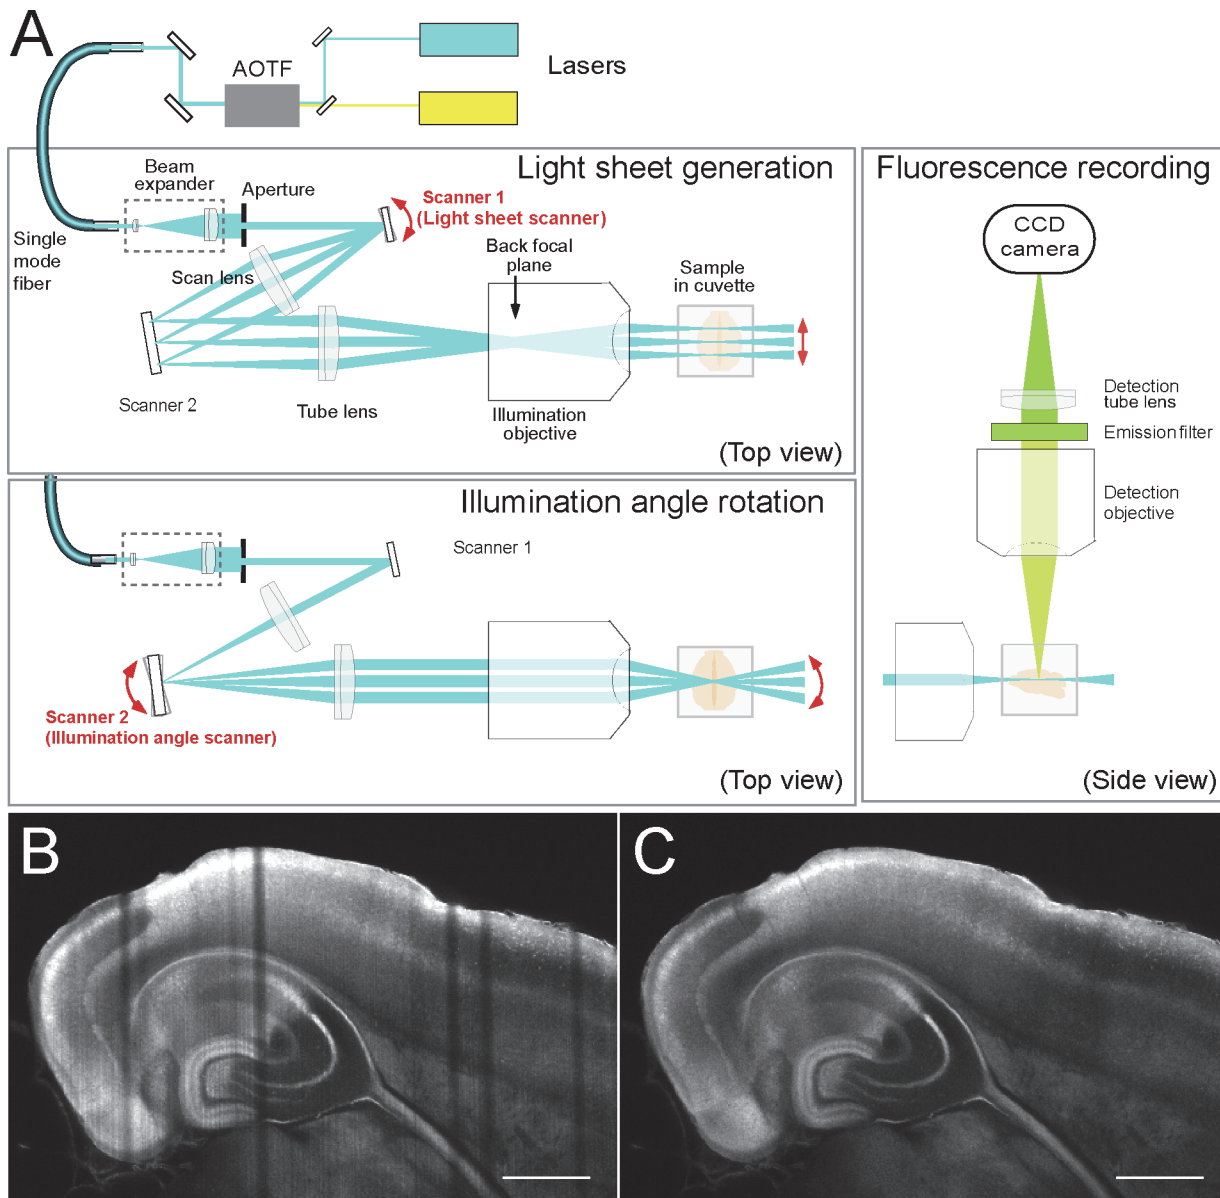 A
AOTF
Lasers
Light sheet generation
Beam
expander
Aperture
Scanner 1
(Light sheet scanner)
Single
mode
fiber
Scan lens
Back focal
plane
Sample
in cuvette
Scanner 2
Tube lens
Illumination
objective
(Top view)
Illumination angle rotation
Scanner 1
Scanner 2
(Illumination angle scanner)
(Top view)
Fluorescence recording
CCD
camera
Detection
tube lens
Emission filter
Detection
objective
(Side view)
B
C